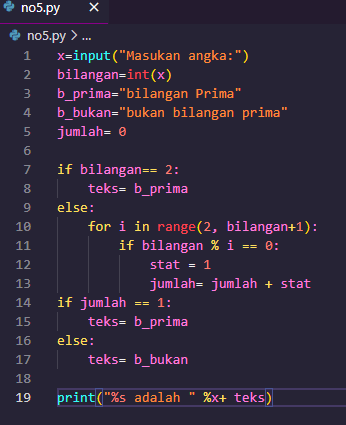 no5.py
no5.py > ...
1 x=input("Masukan angka:")
2 bilangan=int(x)
3 b_prima="bilangan Prima"
4 b_bukan="bukan bilangan prima"
5 jumlah= 0
6
7 if bilangan== 2:
8     teks= b_prima
9 else:
10     for i in range(2, bilangan+1):
11         if bilangan % i == 0:
12             stat = 1
13             jumlah= jumlah + stat
14 if jumlah == 1:
15     teks= b_prima
16 else:
17     teks= b_bukan
18
19 print("%s adalah " %x+ teks)